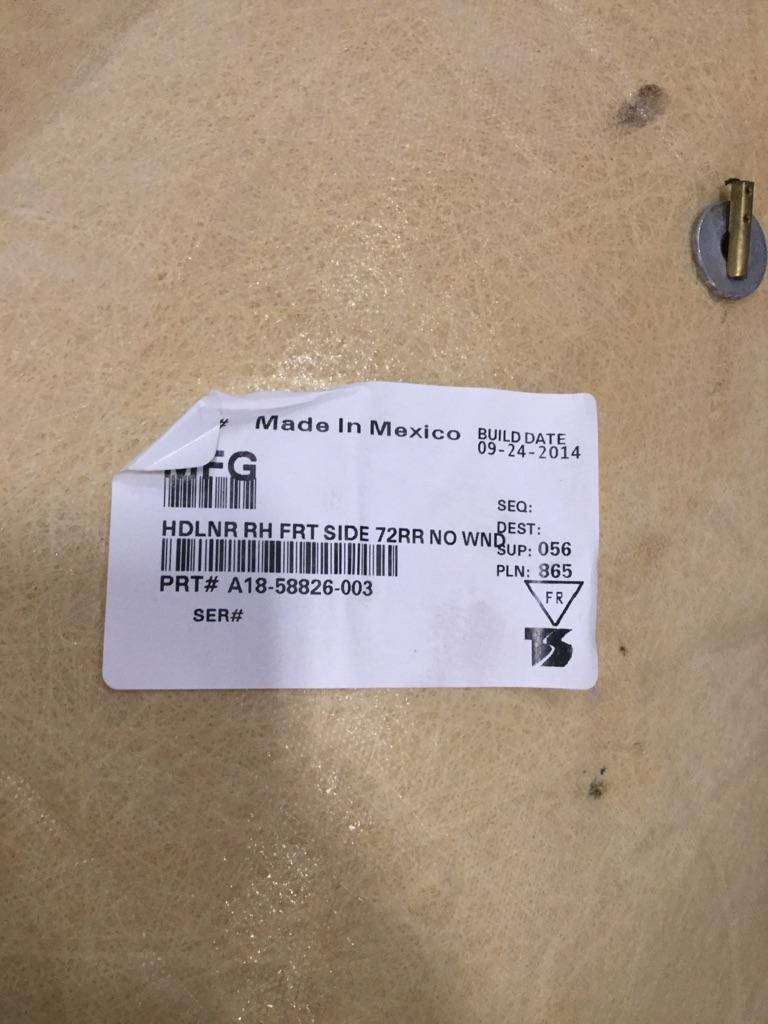 # Made In Mexico
BUILD DATE
09-24-2014
MFG
SEQ:
HDLNR RH FRT SIDE 72RR NO WND
DEST:
SUP: 056
PLN: 865
PRT# A18-58826-003
FR
SER#